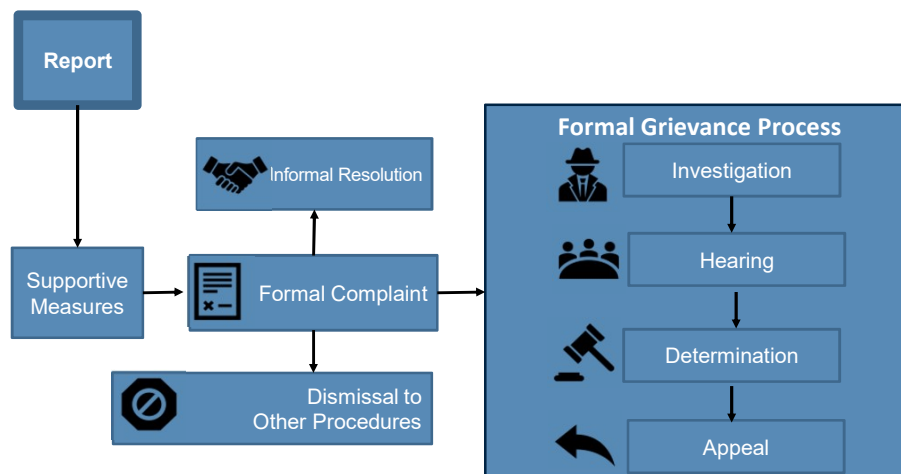 Report
Formal Grievance Process
Informal Resolution
Investigation
Supportive
Measures
Formal Complaint
Hearing
Determination
Dismissal to
Other Procedures
Appeal